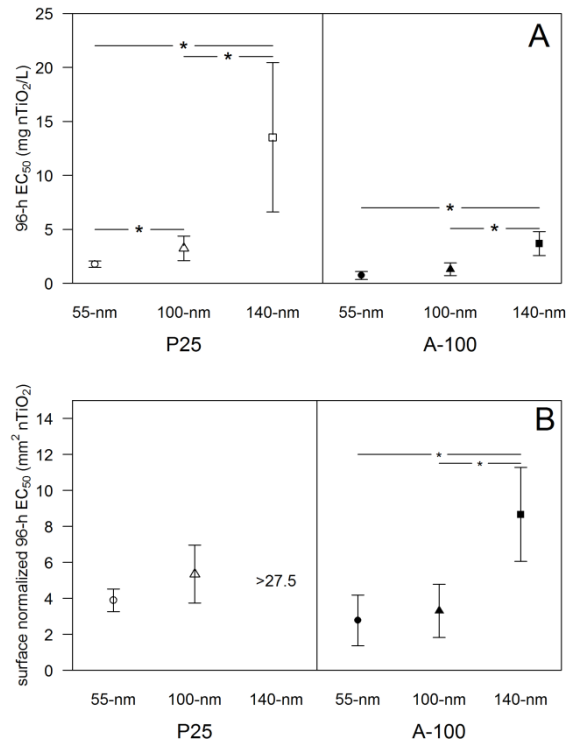 A
96-h EC50 (mg nTiO2/L)
25
20
15
10
5
0
*
*
*
*
*
55-nm 100-nm 140-nm 55-nm 100-nm 140-nm
P25 A-100
B
surface normalized 96-h EC50 (mm2 nTiO2)
14
12
10
8
6
4
2
0
*
*
>27.5
55-nm 100-nm 140-nm 55-nm 100-nm 140-nm
P25 A-100